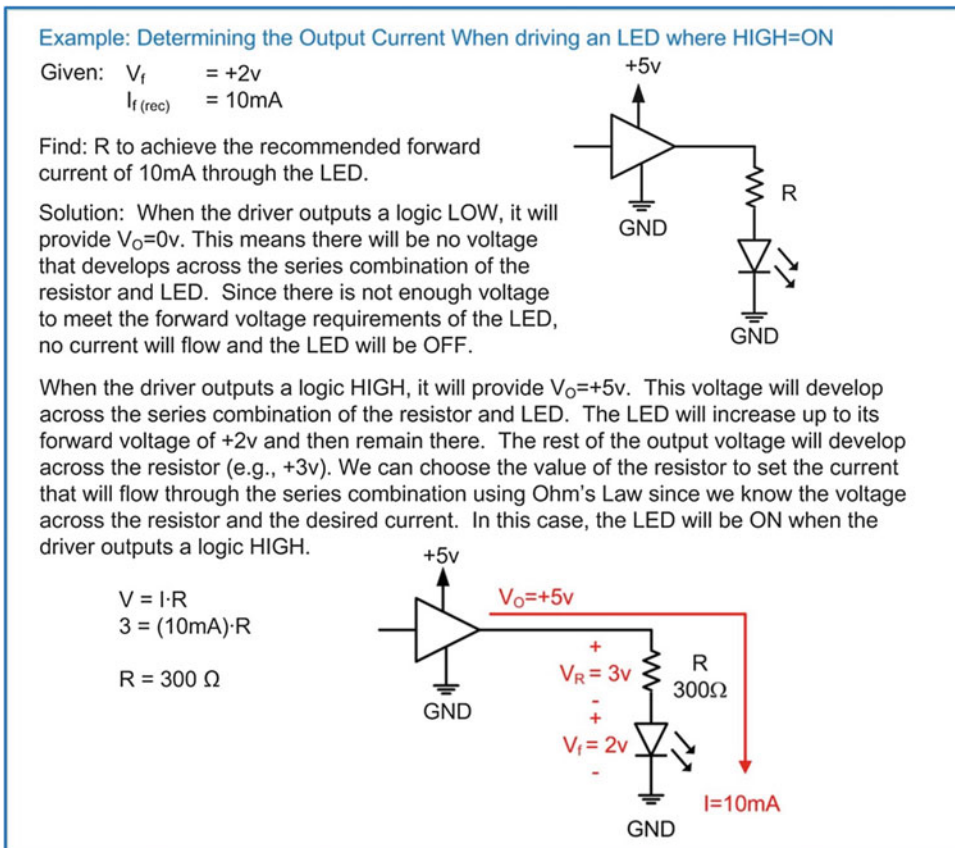 Example: Determining the Output Current When driving an LED where HIGH=ON
Given: Vf = +2v
If (rec) = 10mA
Find: R to achieve the recommended forward
current of 10mA through the LED.
Solution: When the driver outputs a logic LOW, it will
provide VO=0v. This means there will be no voltage
that develops across the series combination of the
resistor and LED. Since there is not enough voltage
to meet the forward voltage requirements of the LED,
no current will flow and the LED will be OFF.
+5v
R
GND
GND
When the driver outputs a logic HIGH, it will provide VO=+5v. This voltage will develop
across the series combination of the resistor and LED. The LED will increase up to its
forward voltage of +2v and then remain there. The rest of the output voltage will develop
across the resistor (e.g., +3v). We can choose the value of the resistor to set the current
that will flow through the series combination using Ohm's Law since we know the voltage
across the resistor and the desired current. In this case, the LED will be ON when the
driver outputs a logic HIGH.
V = I·R
3 = (10mA)·R
R = 300 Ω
+5v
VO=+5v
+
VR = 3v
-
R
300Ω
GND
+
Vf = 2v
-
I=10mA
GND